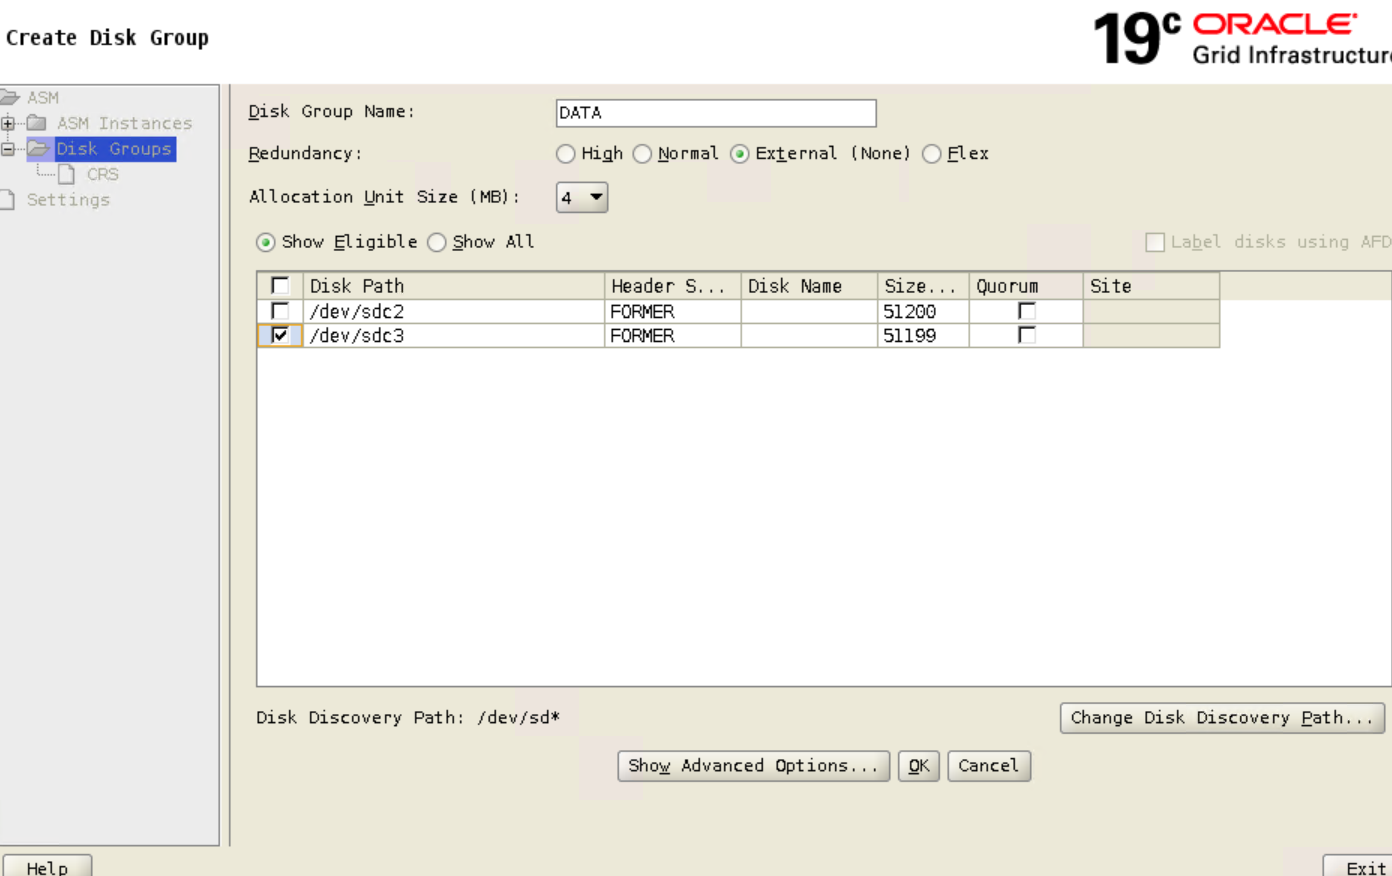 Create Disk Group
19c ORACLE
Grid Infrastructure
ASM
ASM Instances
Disk Groups
CRS
Settings
Disk Group Name: DATA
Redundancy: High Normal External (None) Flex
Allocation Unit Size (MB): 4
Show Eligible Show All Label disks using AFD
Disk Path Header S... Disk Name Size... Quorum Site
/dev/sdc2 FORMER 51200
/dev/sdc3 FORMER 51199
Disk Discovery Path: /dev/sd* Change Disk Discovery Path...
Show Advanced Options... OK Cancel
Help Exit